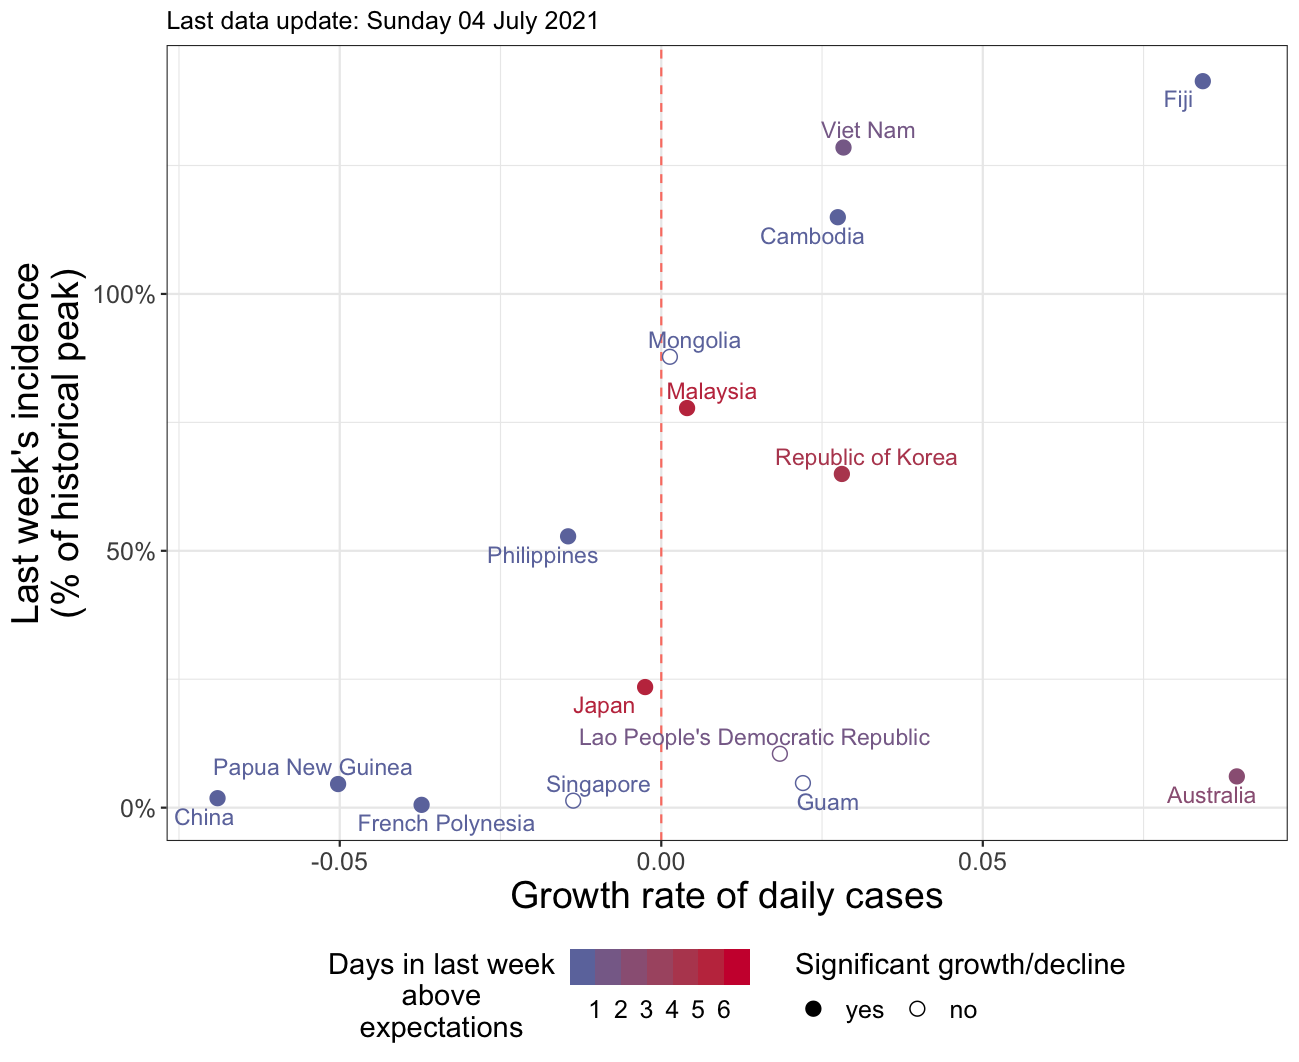 Last data update: Sunday 04 July 2021
Last week's incidence
(% of historical peak)
100%
50%
0%
Fiji
Viet Nam
Cambodia
Mongolia
Malaysia
Republic of Korea
Philippines
Japan
Lao People's Democratic Republic
Papua New Guinea
Singapore
Guam
Australia
China
French Polynesia
-0.05
0.00
0.05
Growth rate of daily cases
Days in last week
above
expectations
1 2 3 4 5 6
Significant growth/decline
yes
no